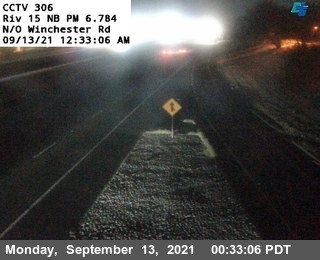 CCTV 306
Riv 15 NB PM 6.784
N/O Winchester Rd
09/13/21 12:33:06 AM
Monday, September 13, 2021 00:33:06 PDT